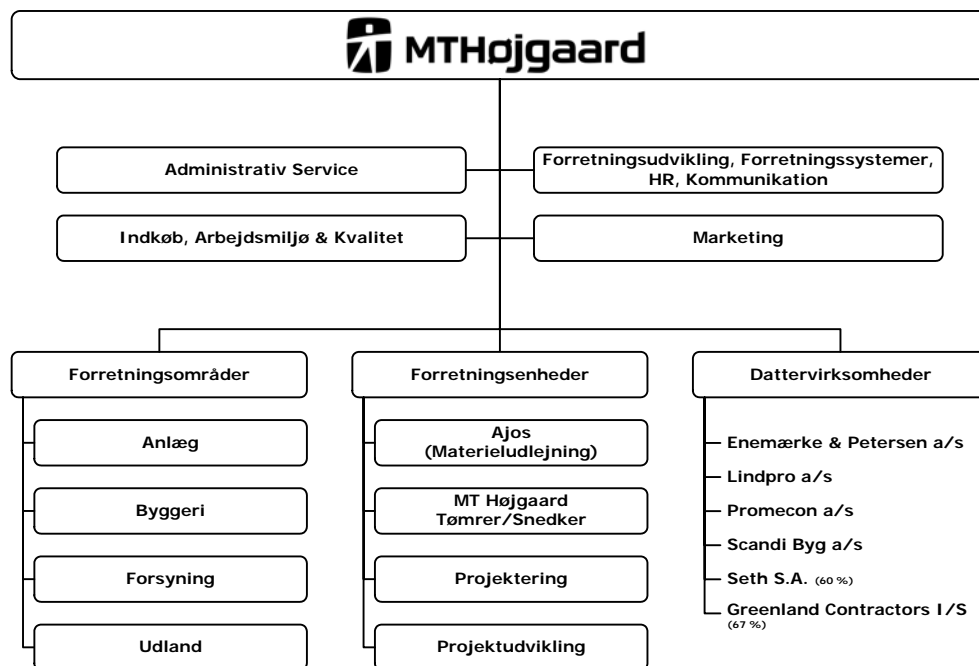 MTHøjgaard
Administrativ Service
Forretningsudvikling, Forretningssystemer,
HR, Kommunikation
Indkøb, Arbejdsmiljø & Kvalitet
Marketing
Forretningsområder
Anlæg
Byggeri
Forsyning
Udland
Forretningsenheder
Ajos
(Materieludlejning)
MT Højgaard
Tømrer/Snedker
Projektering
Projektudvikling
Dattervirksomheder
Enemærke & Petersen a/s
Lindpro a/s
Promecon a/s
Scandi Byg a/s
Seth S.A. (60 %)
Greenland Contractors I/S
(67 %)